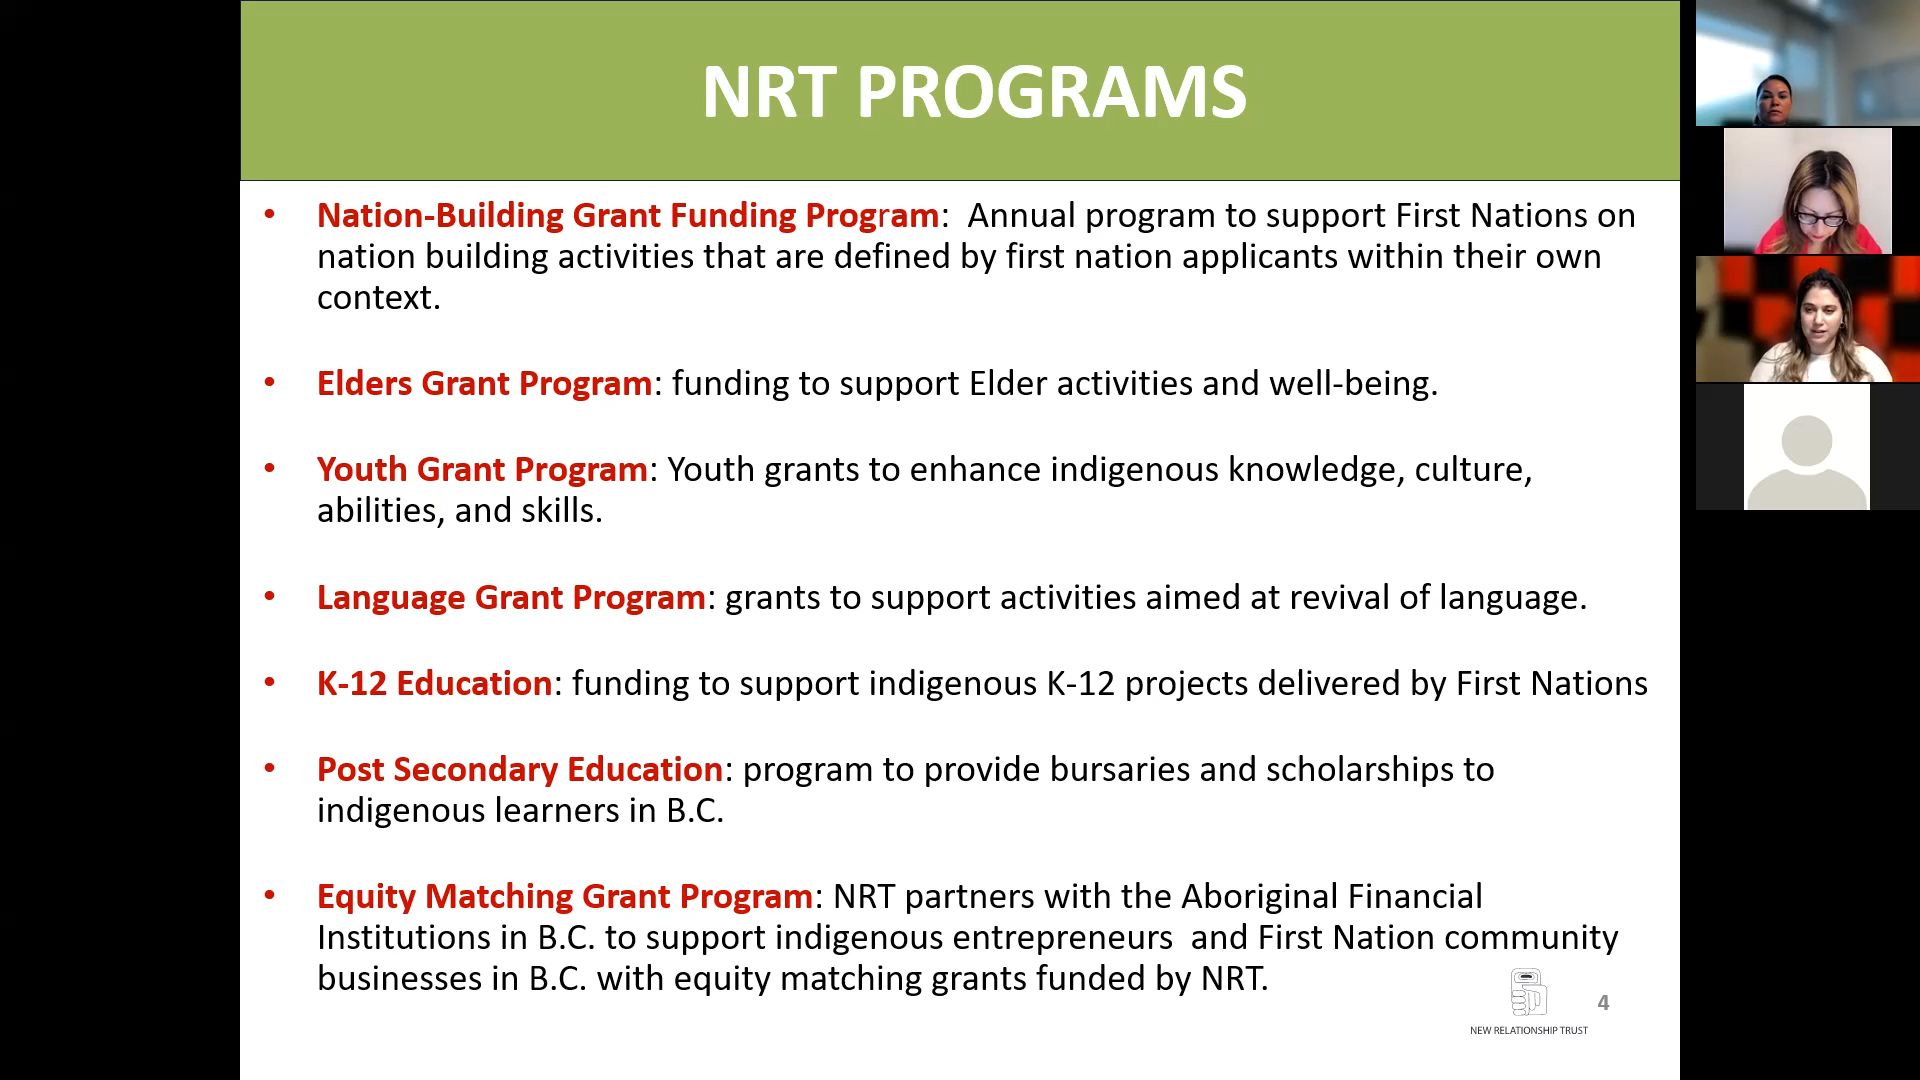 NRT PROGRAMS
• Nation-Building Grant Funding Program:  Annual program to support First Nations on
nation building activities that are defined by first nation applicants within their own
context.
• Elders Grant Program: funding to support Elder activities and well-being.
• Youth Grant Program: Youth grants to enhance indigenous knowledge, culture,
abilities, and skills.
• Language Grant Program: grants to support activities aimed at revival of language.
• K-12 Education: funding to support indigenous K-12 projects delivered by First Nations
• Post Secondary Education: program to provide bursaries and scholarships to
indigenous learners in B.C.
• Equity Matching Grant Program: NRT partners with the Aboriginal Financial
Institutions in B.C. to support indigenous entrepreneurs  and First Nation community
businesses in B.C. with equity matching grants funded by NRT.
4
NEW RELATIONSHIP TRUST